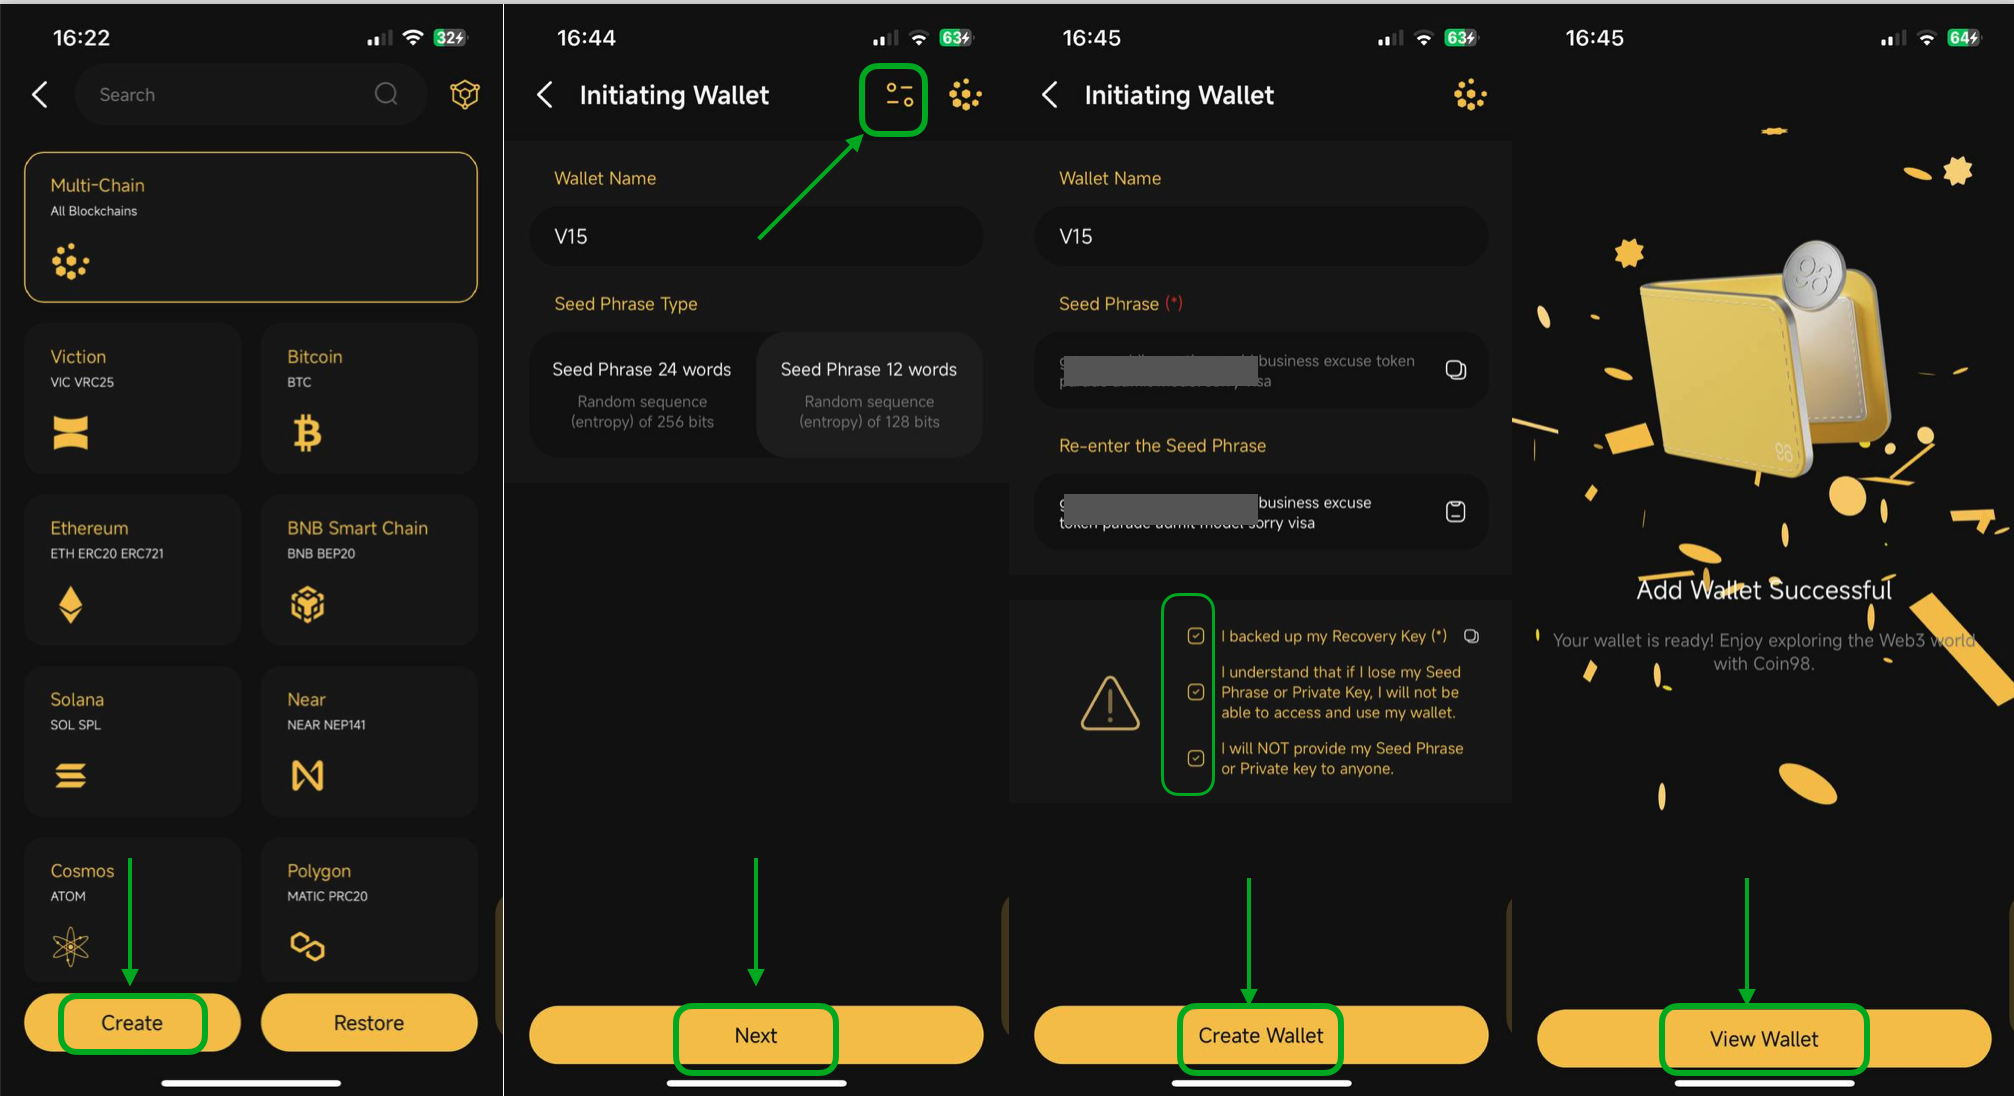 16:22
32
Search
Multi-Chain
All Blockchains
Viction
VIC VRC25
Bitcoin
BTC
Ethereum
ETH ERC20 ERC721
BNB Smart Chain
BNB BEP20
Solana
SOL SPL
Near
NEAR NEP141
Cosmos
ATOM
Polygon
MATIC PRC20
Create
Restore
16:44
63
Initiating Wallet
Wallet Name
V15
Seed Phrase Type
Seed Phrase 24 words
Random sequence
(entropy) of 256 bits
Seed Phrase 12 words
Random sequence
(entropy) of 128 bits
Next
16:45
63
Initiating Wallet
Wallet Name
V15
Seed Phrase (*)
business excuse token
Re-enter the Seed Phrase
business excuse
visa
I backed up my Recovery Key (*)
I understand that if I lose my Seed
Phrase or Private Key, I will not be
able to access and use my wallet.
I will NOT provide my Seed Phrase
or Private key to anyone.
Create Wallet
16:45
64
98
98
Add Wallet Successful
Your wallet is ready! Enjoy exploring the Web3 world
with Coin98.
View Wallet